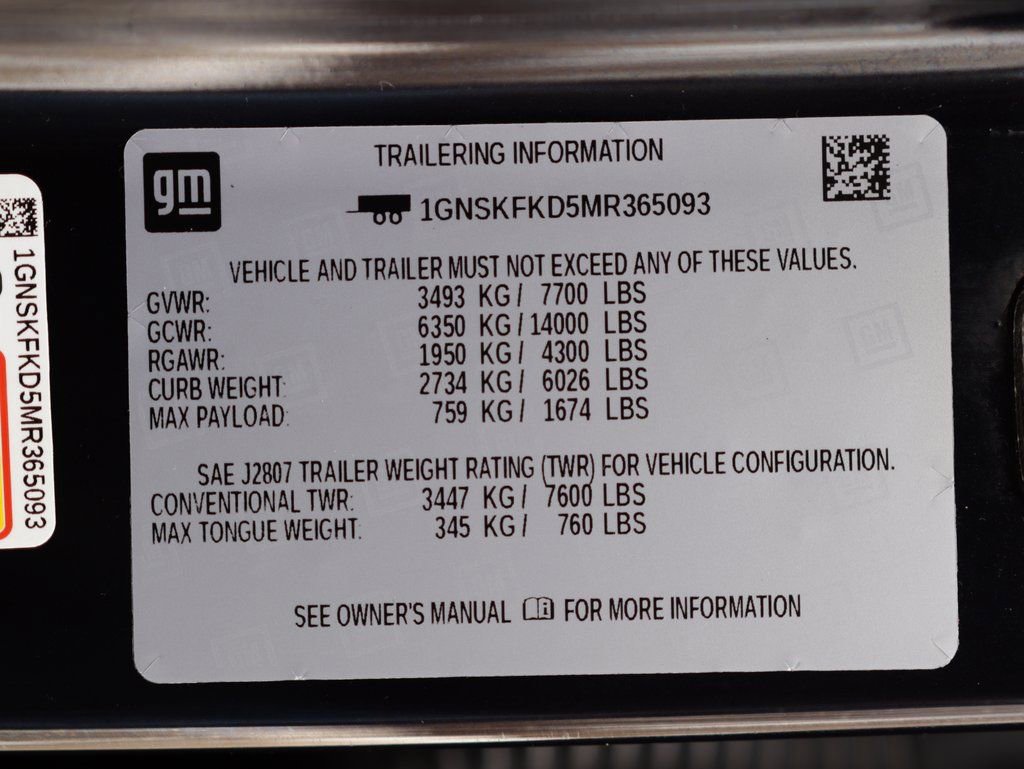 gm
TRAILERING INFORMATION
1GNSKFKD5MR365093
VEHICLE AND TRAILER MUST NOT EXCEED ANY OF THESE VALUES.
GVWR: 3493 KG/ 7700 LBS
GCWR: 6350 KG/14000 LBS
RGAWR: 1950 KG/ 4300 LBS
CURB WEIGHT: 2734 KG/ 6026 LBS
MAX PAYLOAD: 759 KG/ 1674 LBS
SAE J2807 TRAILER WEIGHT RATING (TWR) FOR VEHICLE CONFIGURATION.
CONVENTIONAL TWR: 3447 KG/ 7600 LBS
MAX TONGUE WEIGHT: 345 KG/ 760 LBS
SEE OWNER'S MANUAL FOR MORE INFORMATION
1GNSKFKD5MR365093